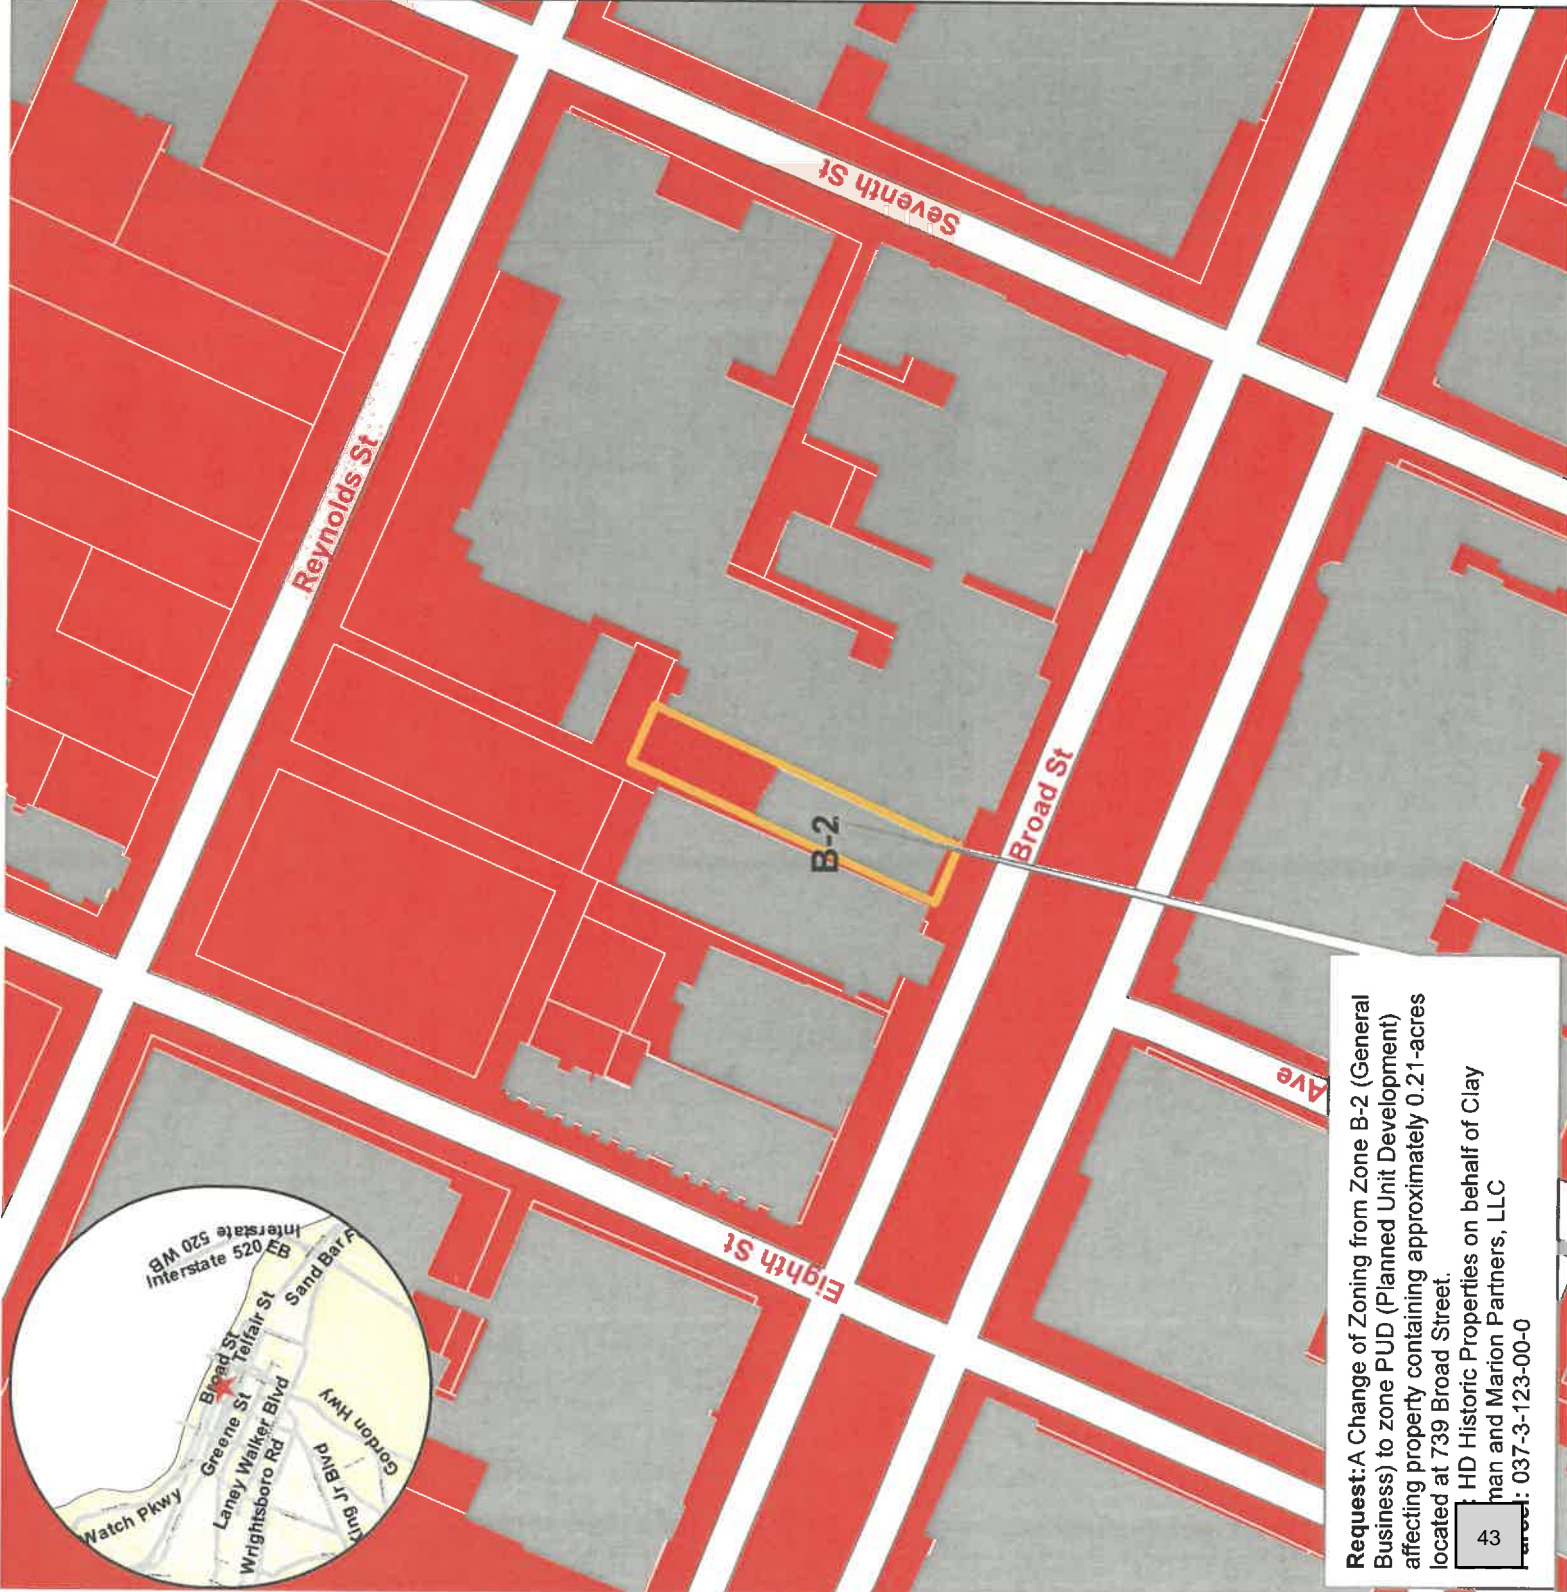 Reynolds St
Seventh St
B-2
Broad St
Eighth St
Ave
Interstate 520 WB
Interstate 520 EB
Sand Bar F
Broad St
Telfair St
Greene St
Laney Walker Blvd
Wrightsboro Rd
Gordon Hwy
King Jr Blvd
Watch Pkwy
Request:A Change of Zoning from Zone B-2 (General
Business) to zone PUD (Planned Unit Development)
affecting property containing approximately 0.21-acres
located at 739 Broad Street.
: HD Historic Properties on behalf of Clay
man and Marion Partners, LLC
: 037-3-123-00-0
43